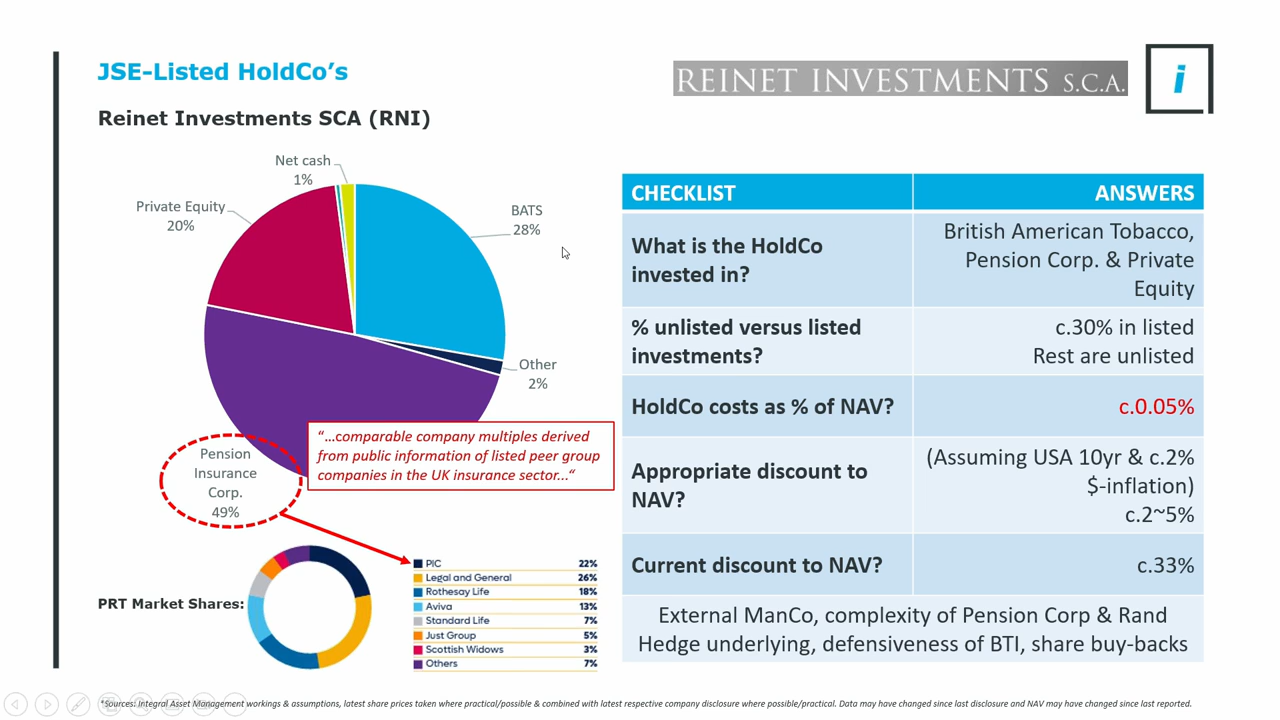 JSE-Listed HoldCo's
REINET INVESTMENTS S.C.A.
i
Reinet Investments SCA (RNI)
Net cash
1%
Private Equity
20%
BATS
28%
Other
2%
Pension
Insurance
Corp.
49%
"…comparable company multiples derived
from public information of listed peer group
companies in the UK insurance sector…"
PRT Market Shares:
PIC 22%
Legal and General 26%
Rothesay Life 18%
Aviva 13%
Standard Life 7%
Just Group 5%
Scottish Widows 3%
Others 7%
CHECKLIST ANSWERS
What is the HoldCo
invested in?
British American Tobacco,
Pension Corp. & Private
Equity
% unlisted versus listed
investments?
c.30% in listed
Rest are unlisted
HoldCo costs as % of NAV? c.0.05%
Appropriate discount to
NAV?
(Assuming USA 10yr & c.2%
$-inflation)
c.2~5%
Current discount to NAV? c.33%
External ManCo, complexity of Pension Corp & Rand
Hedge underlying, defensiveness of BTI, share buy-backs
*Sources: Integral Asset Management workings & assumptions, latest share prices taken where practical/possible & combined with latest respective company disclosure where possible/practical. Data may have changed since last disclosure and NAV may have changed since last reported.